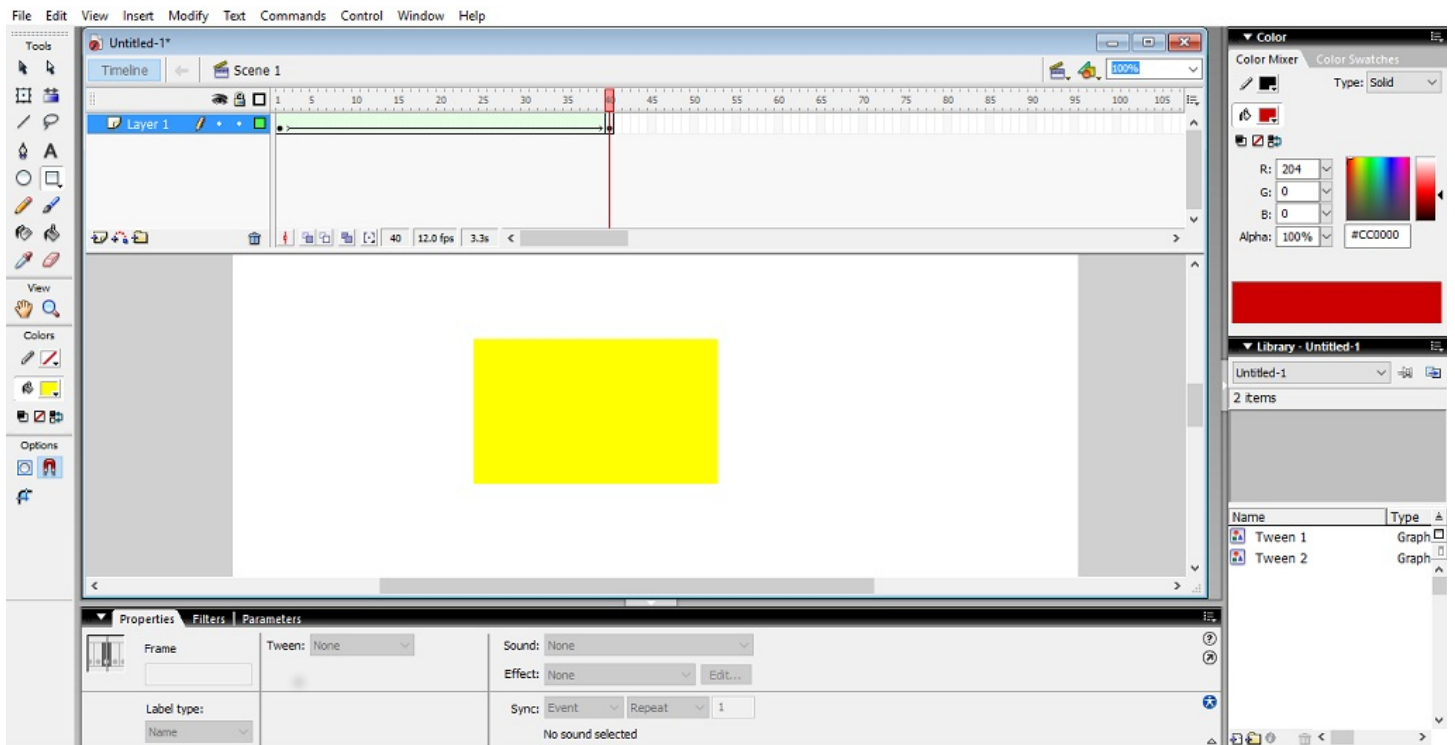 File Edit View Insert Modify Text Commands Control Window Help
Tools
View
Colors
Options
Untitled-1*
Timeline Scene 1 100%
1 5 10 15 20 25 30 35 40 45 50 55 60 65 70 75 80 85 90 95 100 105
Layer 1
40 12.0 fps 3.3s
Properties Filters Parameters
Frame
Label type:
Name
Tween: None
Sound: None
Effect: None Edit...
Sync: Event Repeat 1
No sound selected
Color
Color Mixer Color Swatches
Type: Solid
R: 204
G: 0
B: 0
Alpha: 100% #CC0000
Library - Untitled-1
Untitled-1
2 items
Name Type
Tween 1 Graph
Tween 2 Graph